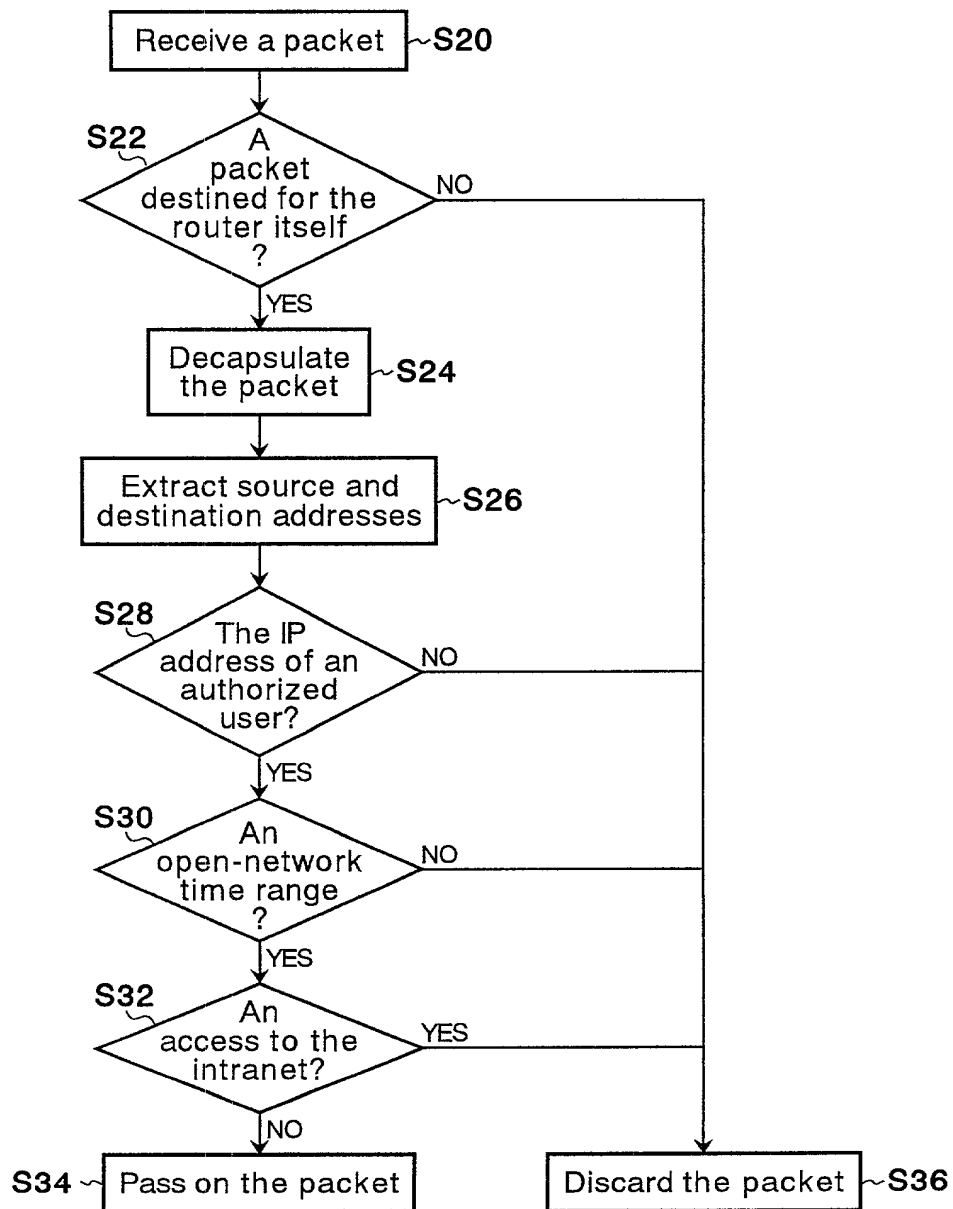 Receive a packet
S20
S22
A
packet
destined for the
router itself
?
NO
YES
Decapsulate
the packet
S24
Extract source and
destination addresses
S26
S28
The IP
address of an
authorized
user?
NO
YES
S30
An
open-network
time range
?
NO
YES
S32
An
access to the
intranet?
YES
NO
S34
Pass on the packet
Discard the packet
S36